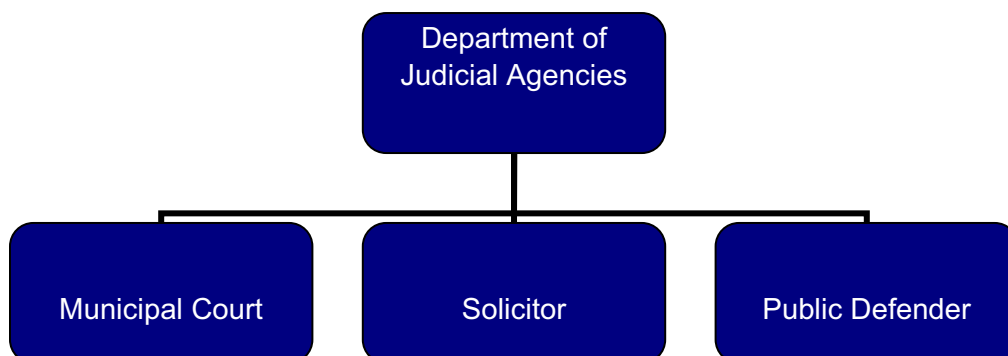 Department of
Judicial Agencies
Municipal Court
Solicitor
Public Defender